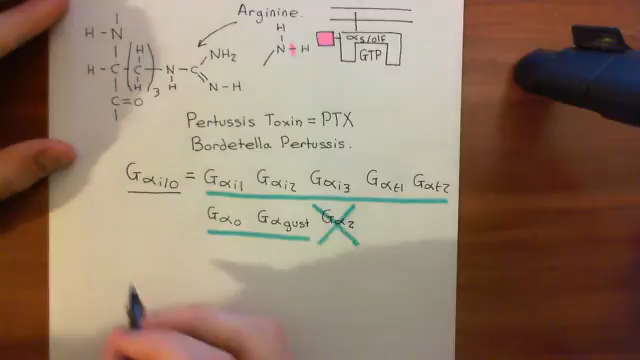 Arginine.
H - N
H - C - ( C )3 - N - C
H
H
H
NH2
N - H
C = O
H
N + H
αs/olf
GTP
Pertussis Toxin = PTX
Bordetella Pertussis.
Gαi/o = Gαi1 Gαi2 Gαi3 Gαt1 Gαt2
Gαo Gαgust Gαz